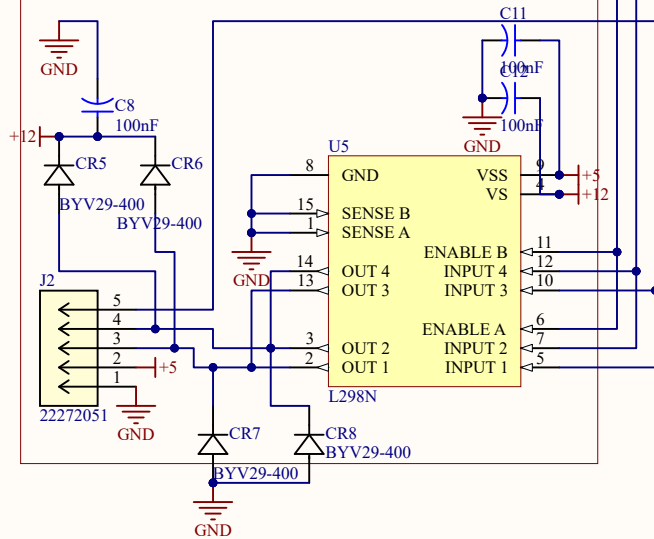 C11
100nF
GND
C12
100nF
GND
C8
100nF
+12
CR5
CR6
BYV29-400
BYV29-400
U5
8 GND VSS 9 +5
VS 4 +12
15 SENSE B
1 SENSE A
GND
ENABLE B 11
14 OUT 4 INPUT 4 12
13 OUT 3 INPUT 3 10
ENABLE A 6
3 OUT 2 INPUT 2 7
2 OUT 1 INPUT 1 5
L298N
J2
5
4
3
2 +5
1
22272051
GND
CR7
CR8
BYV29-400
BYV29-400
GND